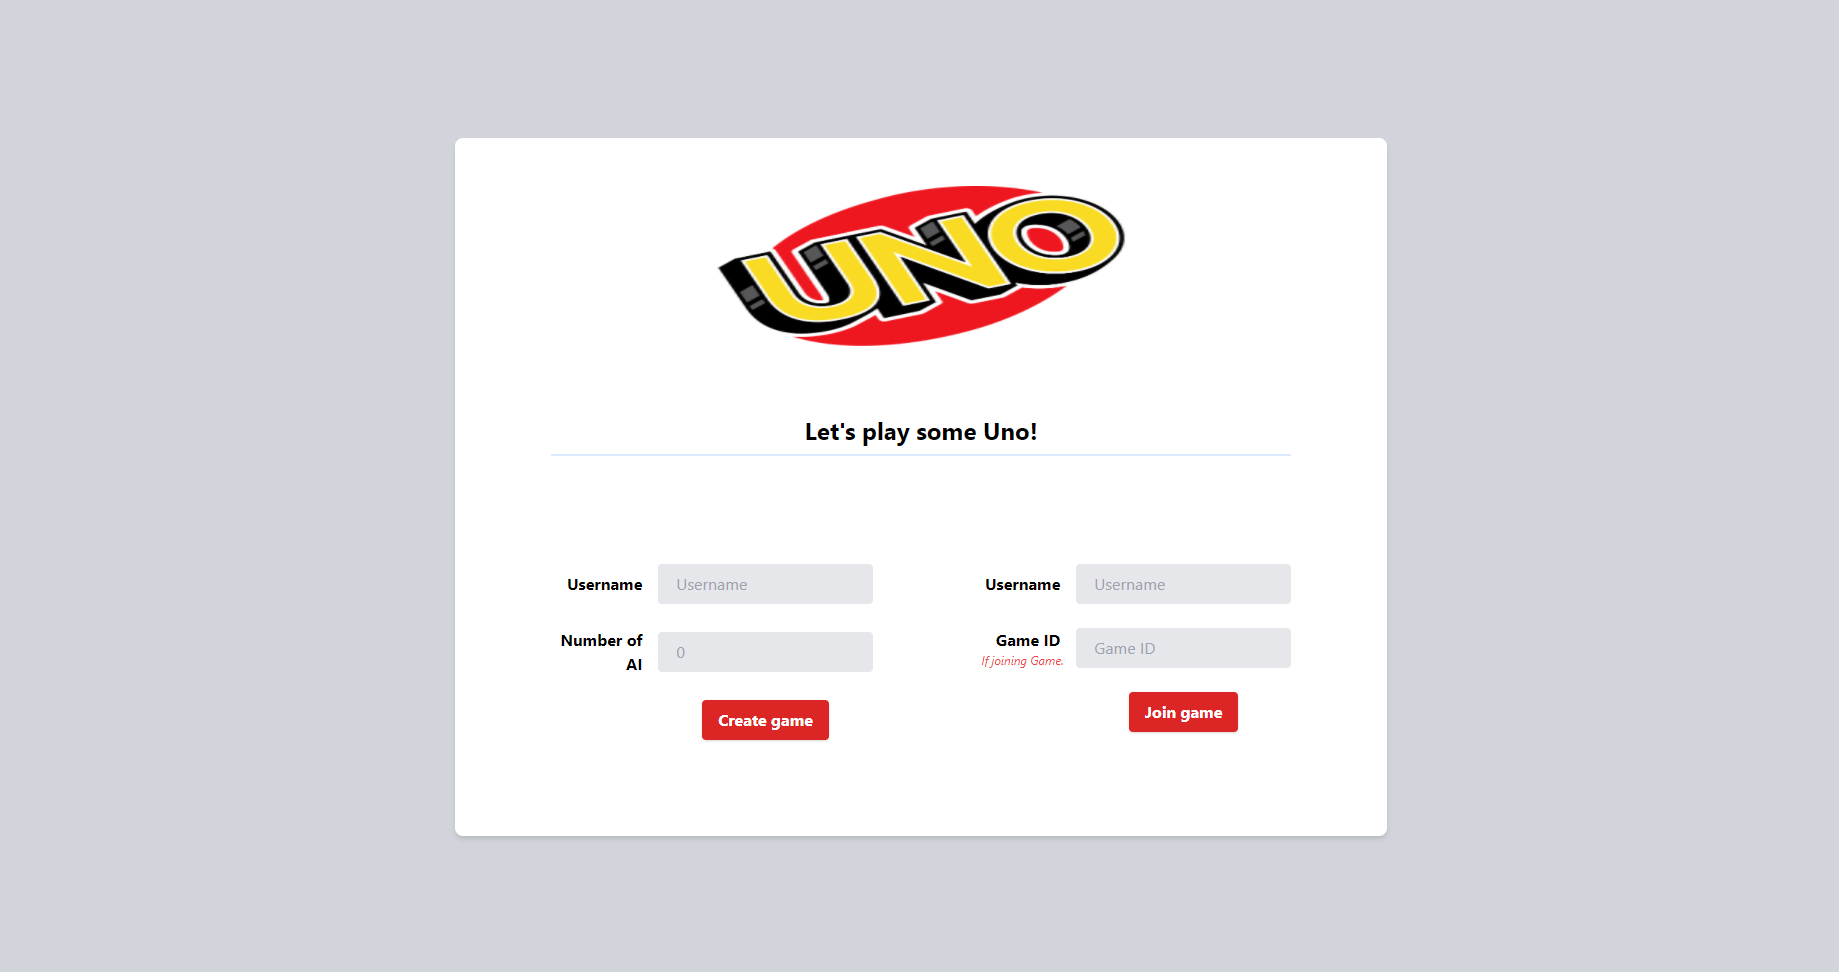 UNO
Let's play some Uno!
Username
Username
Number of
AI
0
Create game
Username
Username
Game ID
If joining Game.
Game ID
Join game